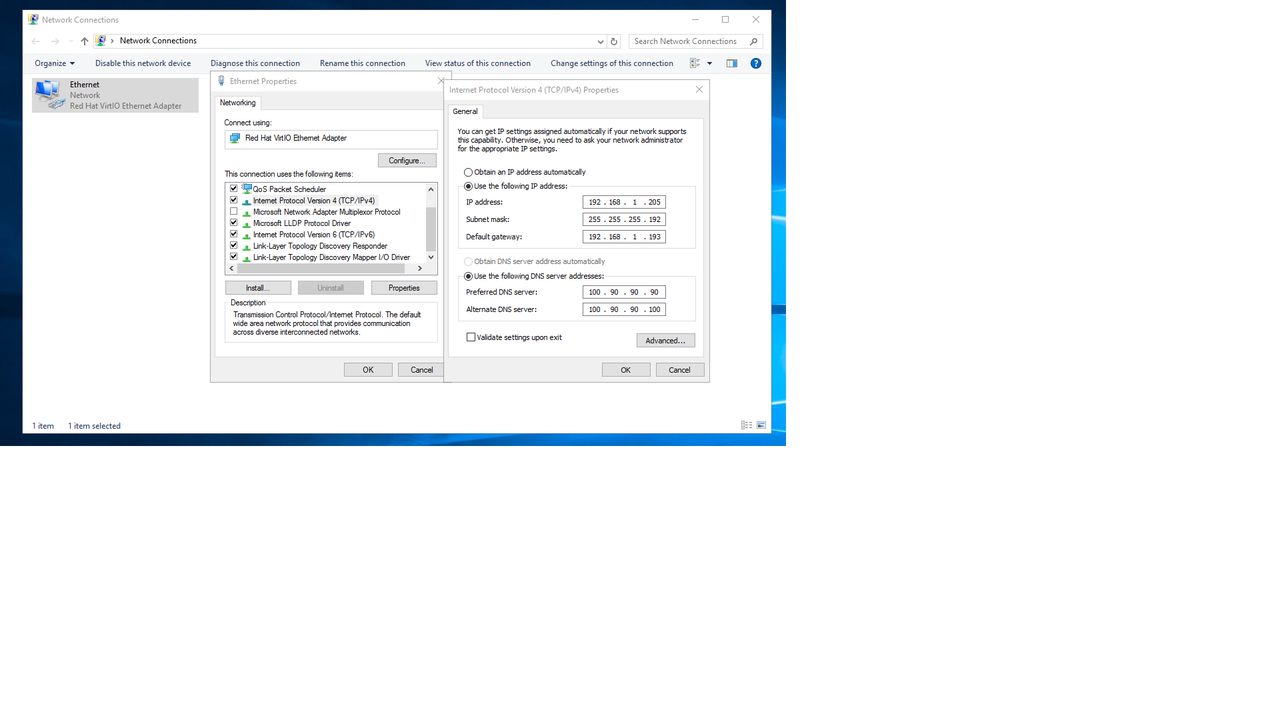 Network Connections
Network Connections
Search Network Connections
Organize
Disable this network device
Diagnose this connection
Rename this connection
View status of this connection
Change settings of this connection
Ethernet
Network
Red Hat VirtIO Ethernet Adapter
Ethernet Properties
Networking
Connect using:
Red Hat VirtIO Ethernet Adapter
Configure...
This connection uses the following items:
QoS Packet Scheduler
Internet Protocol Version 4 (TCP/IPv4)
Microsoft Network Adapter Multiplexor Protocol
Microsoft LLDP Protocol Driver
Internet Protocol Version 6 (TCP/IPv6)
Link-Layer Topology Discovery Responder
Link-Layer Topology Discovery Mapper I/O Driver
Install...
Uninstall
Properties
Description
Transmission Control Protocol/Internet Protocol. The default
wide area network protocol that provides communication
across diverse interconnected networks.
OK
Cancel
Internet Protocol Version 4 (TCP/IPv4) Properties
General
You can get IP settings assigned automatically if your network supports
this capability. Otherwise, you need to ask your network administrator
for the appropriate IP settings.
Obtain an IP address automatically
Use the following IP address:
IP address: 192 . 168 . 1 . 205
Subnet mask: 255 . 255 . 255 . 192
Default gateway: 192 . 168 . 1 . 193
Obtain DNS server address automatically
Use the following DNS server addresses:
Preferred DNS server: 100 . 90 . 90 . 90
Alternate DNS server: 100 . 90 . 90 . 100
Validate settings upon exit
Advanced...
OK
Cancel
1 item
1 item selected